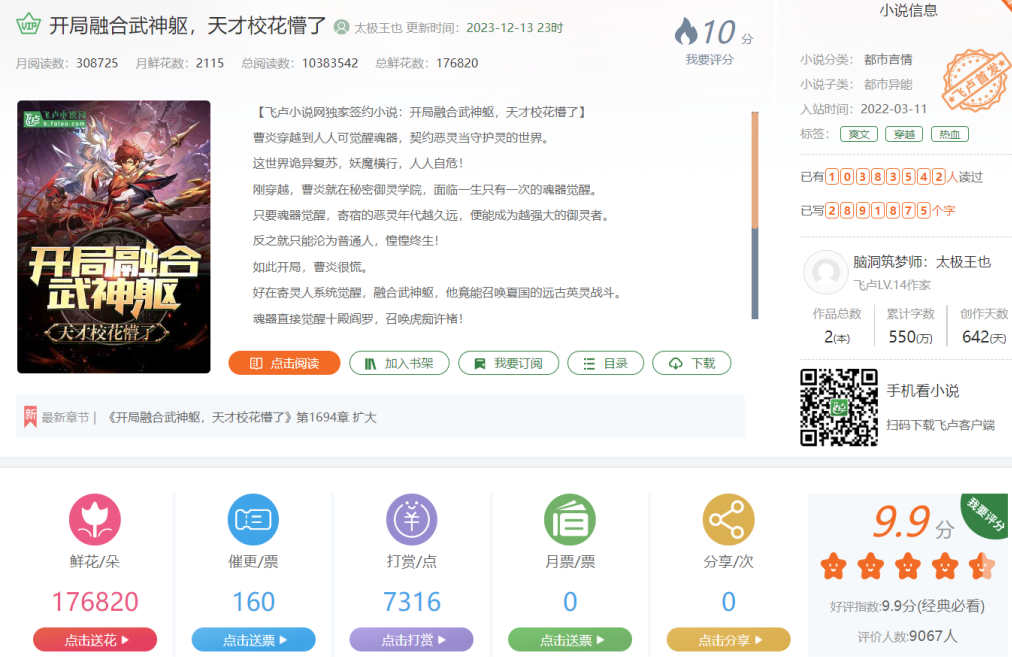 VIP 开局融合武神躯，天才校花懵了 太极王也 更新时间：2023-12-13 23时
10 分
我要评分
月阅读数：308725 月鲜花数：2115 总阅读数：10383542 总鲜花数：176820
飞卢小说网
b.faloo.com
开局融合
武神躯
天才校花懵了
【飞卢小说网独家签约小说：开局融合武神躯，天才校花懵了】
曹炎穿越到人人可觉醒魂器，契约恶灵当守护灵的世界。
这世界诡异复苏，妖魔横行，人人自危！
刚穿越，曹炎就在秘密御灵学院，面临一生只有一次的魂器觉醒。
只要魂器觉醒，寄宿的恶灵年代越久远，便能成为越强大的御灵者。
反之就只能沦为普通人，惶惶终生！
如此开局，曹炎很慌。
好在寄灵人系统觉醒，融合武神躯，他竟能召唤夏国的远古英灵战斗。
魂器直接觉醒十殿阎罗，召唤虎痴许褚！
点击阅读 加入书架 我要订阅 目录 下载
新 最新章节 | 《开局融合武神躯，天才校花懵了》第1694章 扩大
小说信息
小说分类： 都市言情
小说子类： 都市异能
入站时间： 2022-03-11
标签： 爽文 穿越 热血
飞卢首发
已有10383542人读过
已写2891875个字
脑洞筑梦师：太极王也
飞卢LV.14作家
作品总数 累计字数 创作天数
2(本) 550(万) 642(天)
飞卢
手机看小说
扫码下载飞卢客户端
鲜花/朵 催更/票 打赏/点 月票/票 分享/次
176820 160 7316 0 0
点击送花 点击送票 点击打赏 点击送票 点击分享
9.9 分
我要评分
好评指数:9.9分(经典必看)
评价人数:9067人